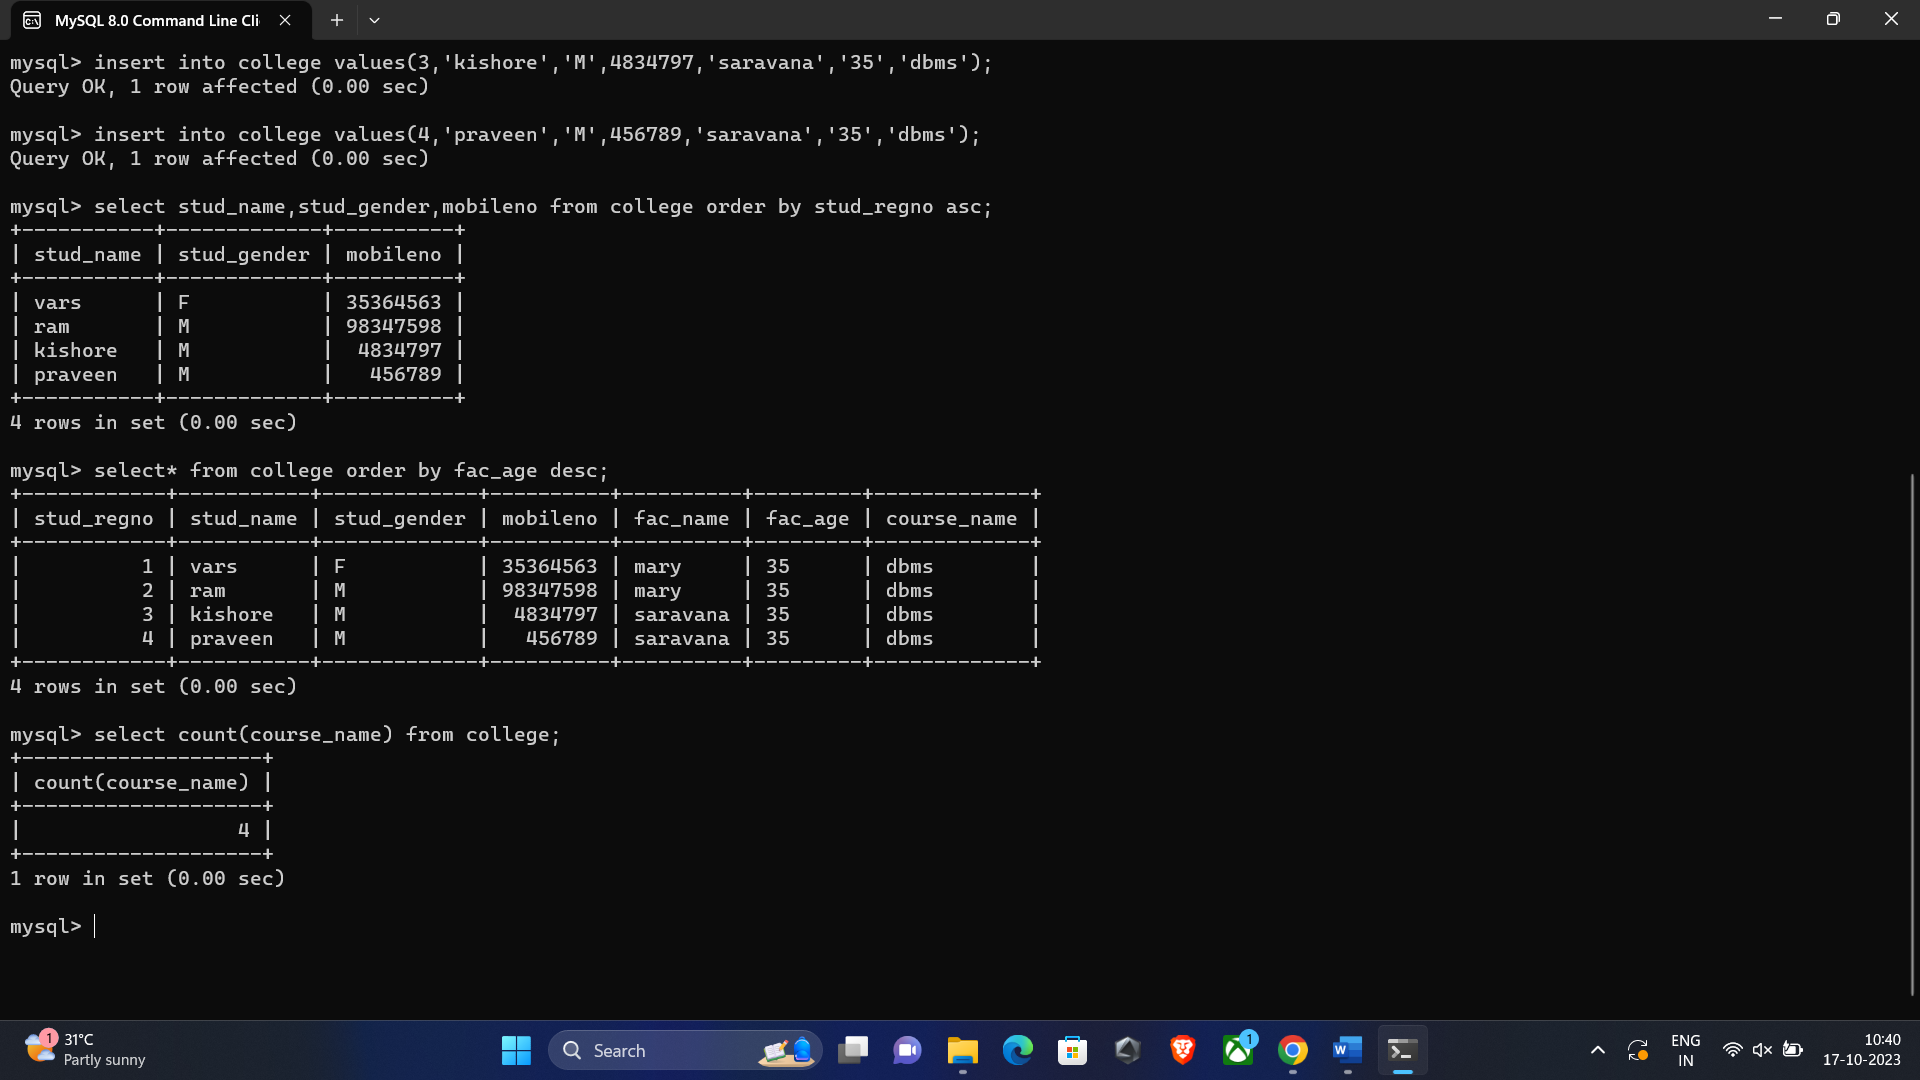 MySQL 8.0 Command Line Cli
mysql> insert into college values(3,'kishore','M',4834797,'saravana','35','dbms');
Query OK, 1 row affected (0.00 sec)

mysql> insert into college values(4,'praveen','M',456789,'saravana','35','dbms');
Query OK, 1 row affected (0.00 sec)

mysql> select stud_name,stud_gender,mobileno from college order by stud_regno asc;
+-----------+-------------+----------+
| stud_name | stud_gender | mobileno |
+-----------+-------------+----------+
| vars      | F           | 35364563 |
| ram       | M           | 98347598 |
| kishore   | M           |  4834797 |
| praveen   | M           |   456789 |
+-----------+-------------+----------+
4 rows in set (0.00 sec)

mysql> select* from college order by fac_age desc;
+------------+-----------+-------------+----------+----------+---------+-------------+
| stud_regno | stud_name | stud_gender | mobileno | fac_name | fac_age | course_name |
+------------+-----------+-------------+----------+----------+---------+-------------+
|          1 | vars      | F           | 35364563 | mary     | 35      | dbms        |
|          2 | ram       | M           | 98347598 | mary     | 35      | dbms        |
|          3 | kishore   | M           |  4834797 | saravana | 35      | dbms        |
|          4 | praveen   | M           |   456789 | saravana | 35      | dbms        |
+------------+-----------+-------------+----------+----------+---------+-------------+
4 rows in set (0.00 sec)

mysql> select count(course_name) from college;
+--------------------+
| count(course_name) |
+--------------------+
|                  4 |
+--------------------+
1 row in set (0.00 sec)

mysql>
1
31°C
Partly sunny
Search
1
ENG
IN
10:40
17-10-2023